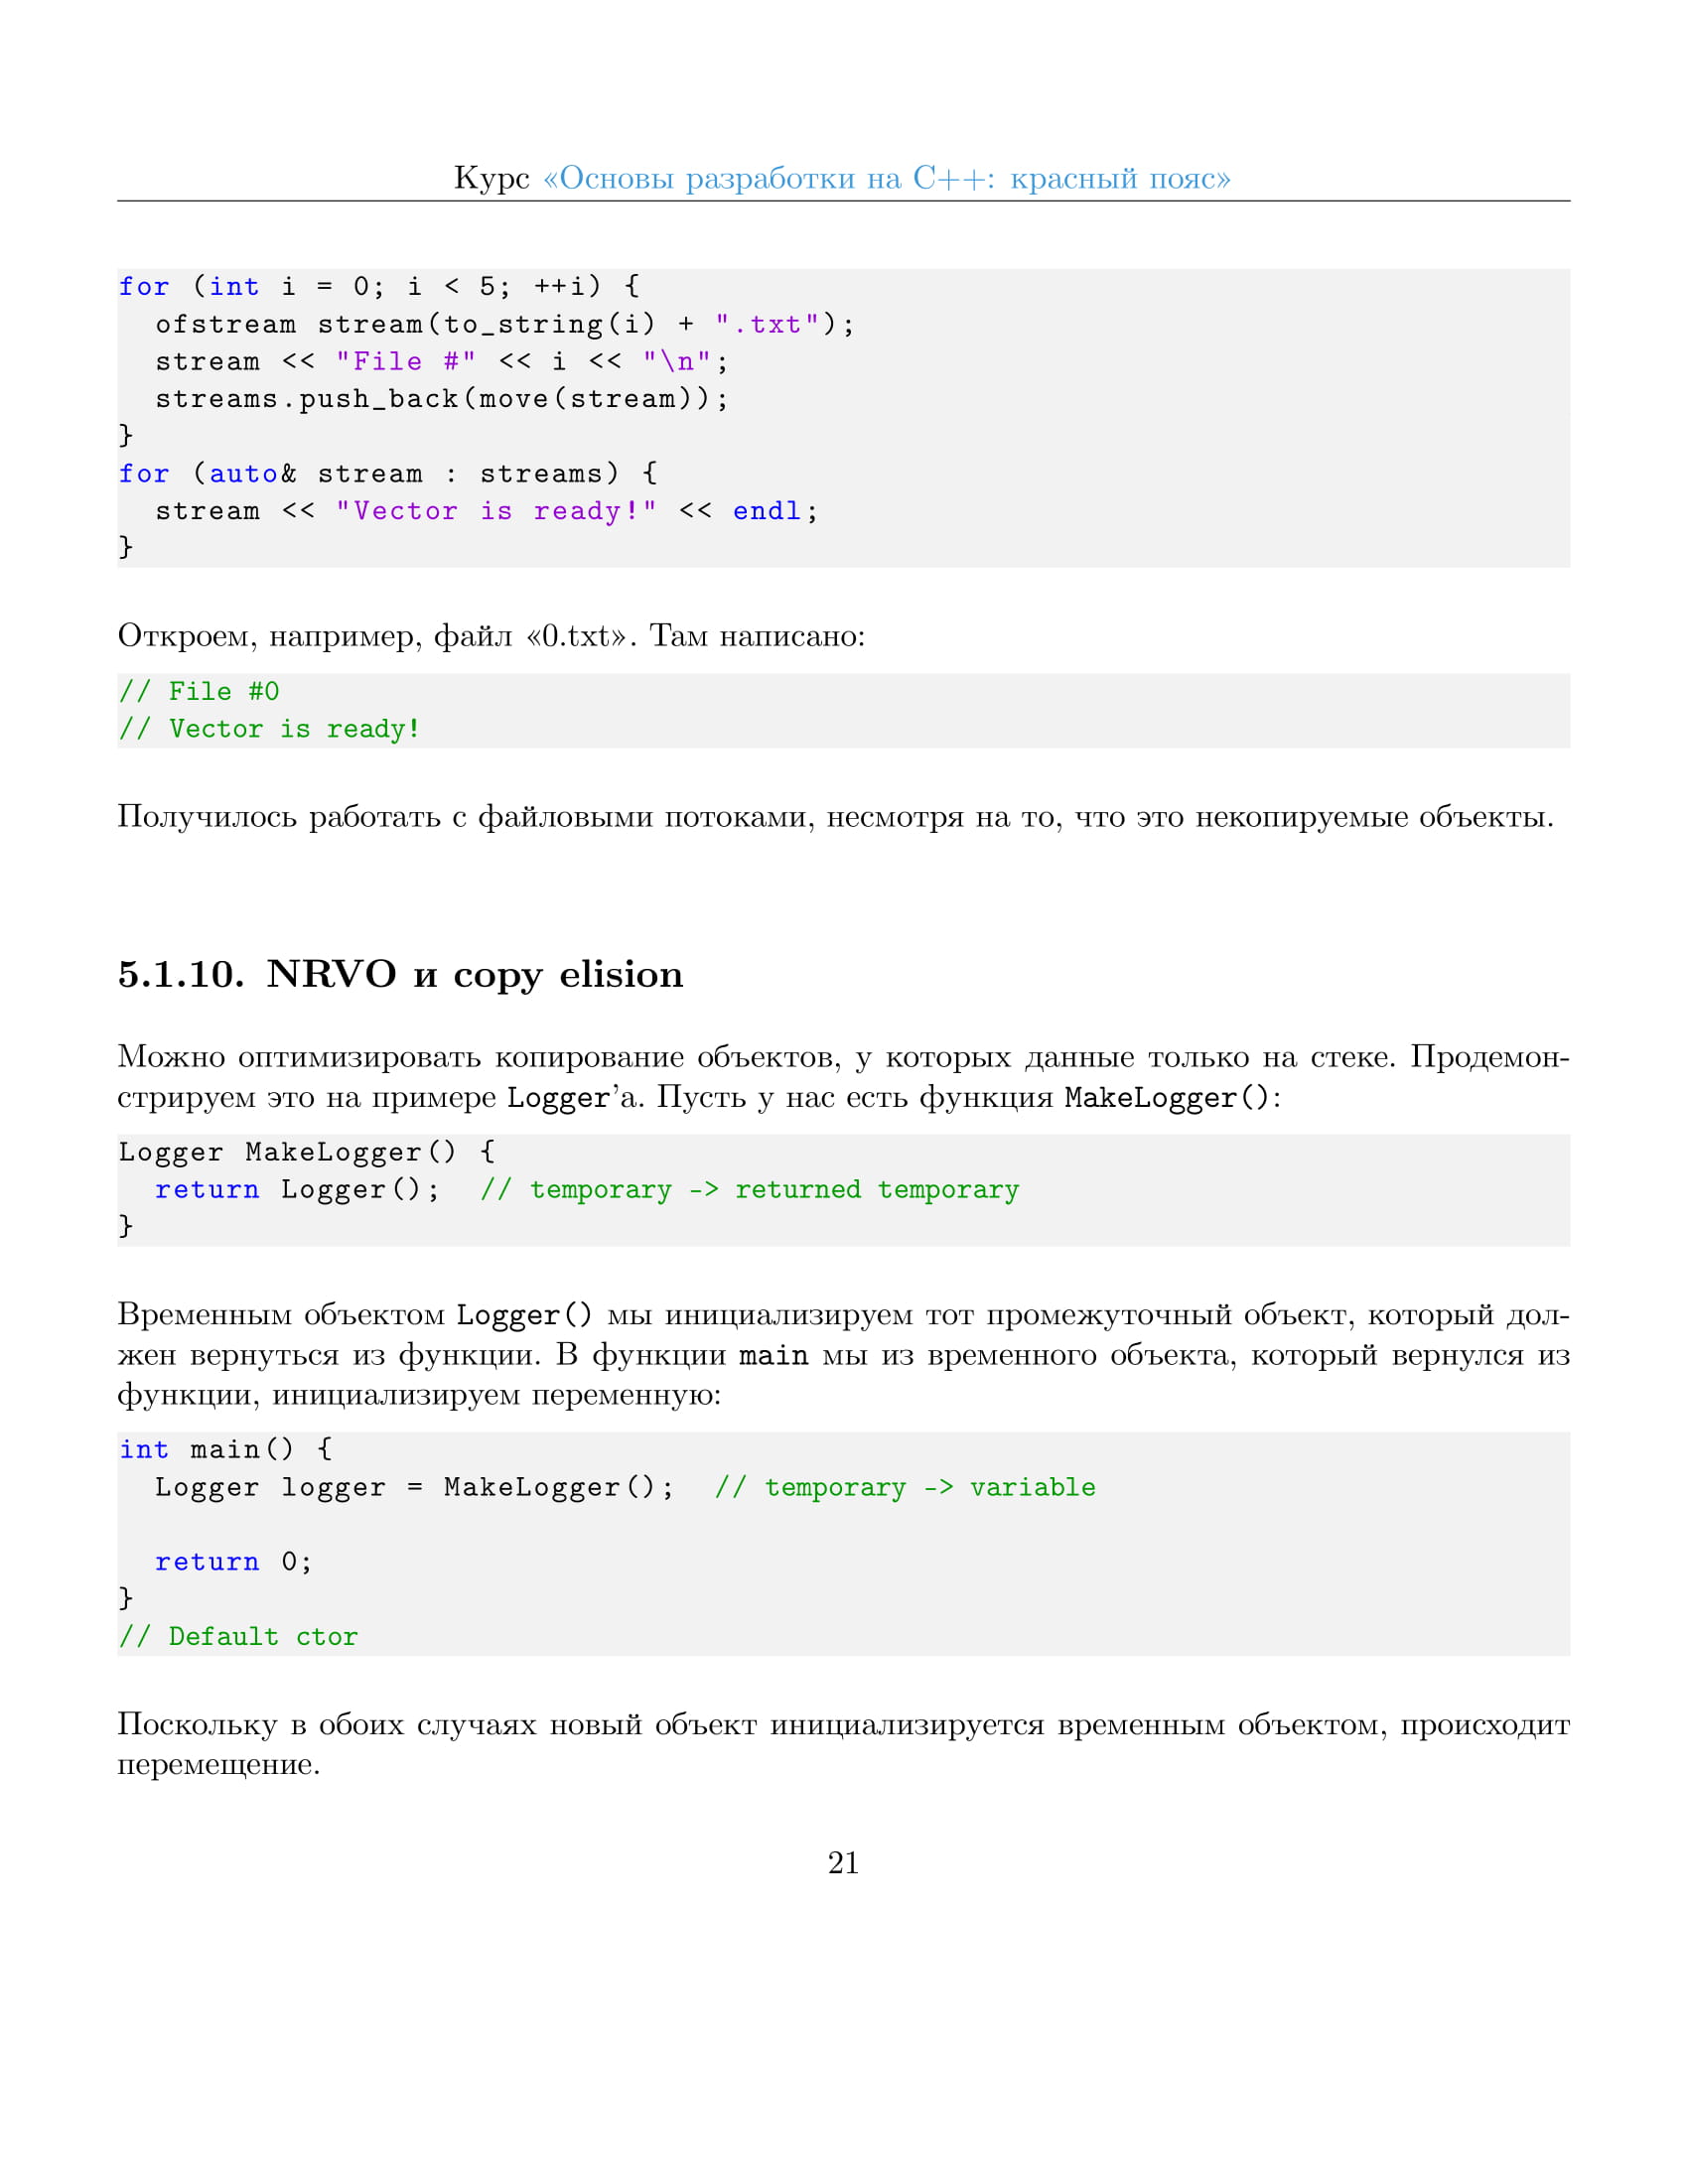 Курс «Основы разработки на C++: красный пояс»
for (int i = 0; i < 5; ++i) {
  ofstream stream(to_string(i) + ".txt");
  stream << "File #" << i << "\n";
  streams.push_back(move(stream));
}
for (auto& stream : streams) {
  stream << "Vector is ready!" << endl;
}
Откроем, например, файл «0.txt». Там написано:
// File #0
// Vector is ready!
Получилось работать с файловыми потоками, несмотря на то, что это некопируемые объекты.
5.1.10. NRVO и copy elision
Можно оптимизировать копирование объектов, у которых данные только на стеке. Продемон-
стрируем это на примере Logger’а. Пусть у нас есть функция MakeLogger():
Logger MakeLogger() {
  return Logger();  // temporary -> returned temporary
}
Временным объектом Logger() мы инициализируем тот промежуточный объект, который дол-
жен вернуться из функции. В функции main мы из временного объекта, который вернулся из
функции, инициализируем переменную:
int main() {
  Logger logger = MakeLogger();  // temporary -> variable
  return 0;
}
// Default ctor
Поскольку в обоих случаях новый объект инициализируется временным объектом, происходит
перемещение.
21